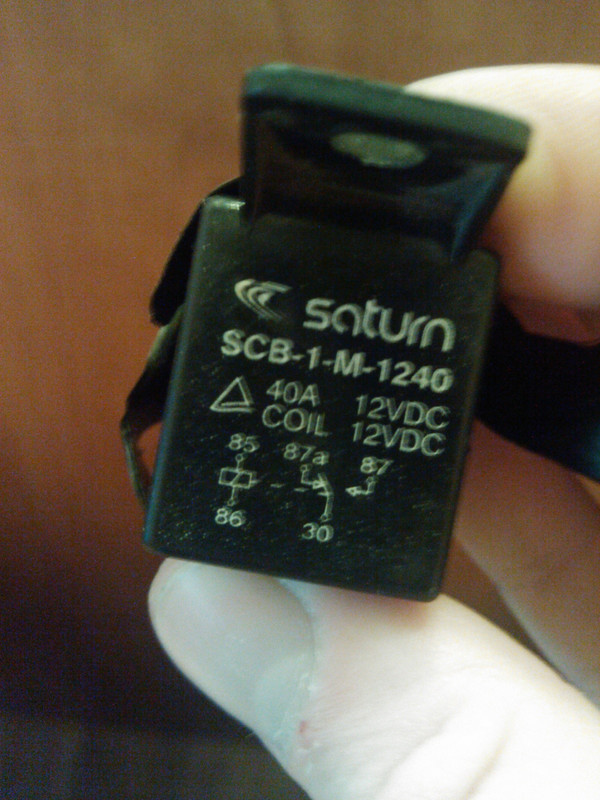 saturn
SCB-1-M-1240
40A 12VDC
COIL 12VDC
85 87a 87
86 30